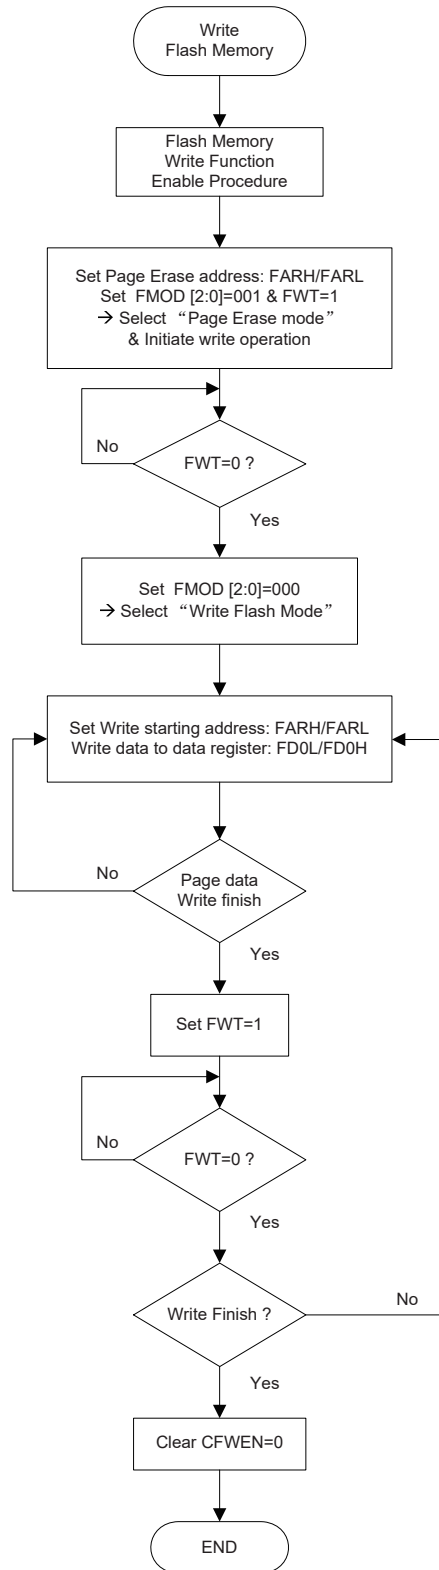 Write
Flash Memory
Flash Memory
Write Function
Enable Procedure
Set Page Erase address: FARH/FARL
Set FMOD [2:0]=001 & FWT=1
→ Select “Page Erase mode”
& Initiate write operation
No
FWT=0 ?
Yes
Set FMOD [2:0]=000
→ Select “Write Flash Mode”
Set Write starting address: FARH/FARL
Write data to data register: FD0L/FD0H
No
Page data
Write finish
Yes
Set FWT=1
No
FWT=0 ?
Yes
Write Finish ?
No
Yes
Clear CFWEN=0
END